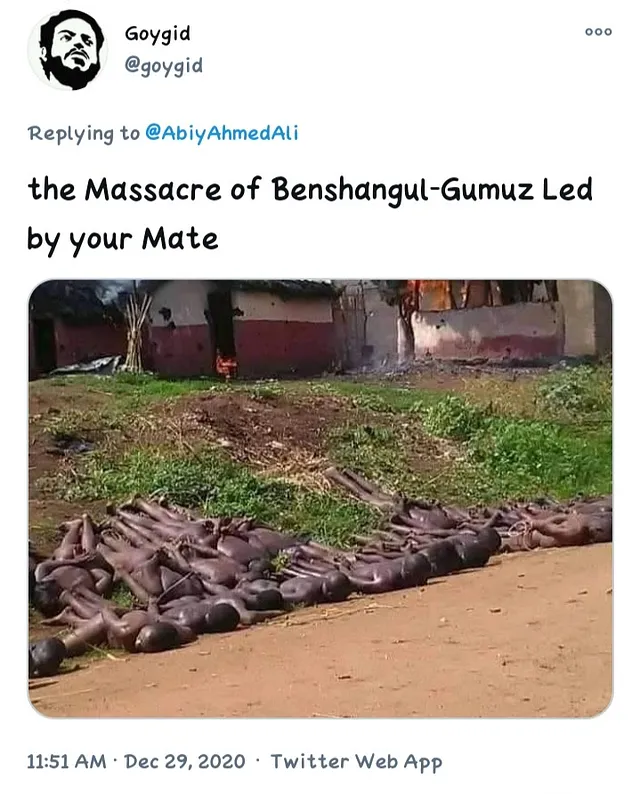 Goygid
@goygid
Replying to @AbiyAhmedAli
the Massacre of Benshangul-Gumuz Led
by your Mate
11:51 AM · Dec 29, 2020 · Twitter Web App